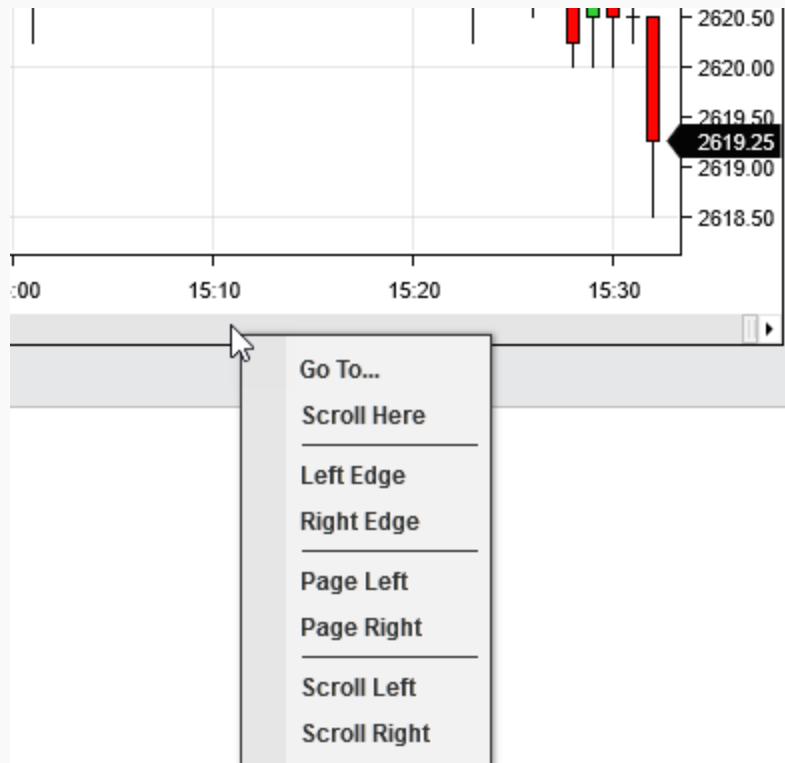 2620.50
2620.00
2619.50
2619.25
2619.00
2618.50
:00 15:10 15:20 15:30
Go To...
Scroll Here
Left Edge
Right Edge
Page Left
Page Right
Scroll Left
Scroll Right